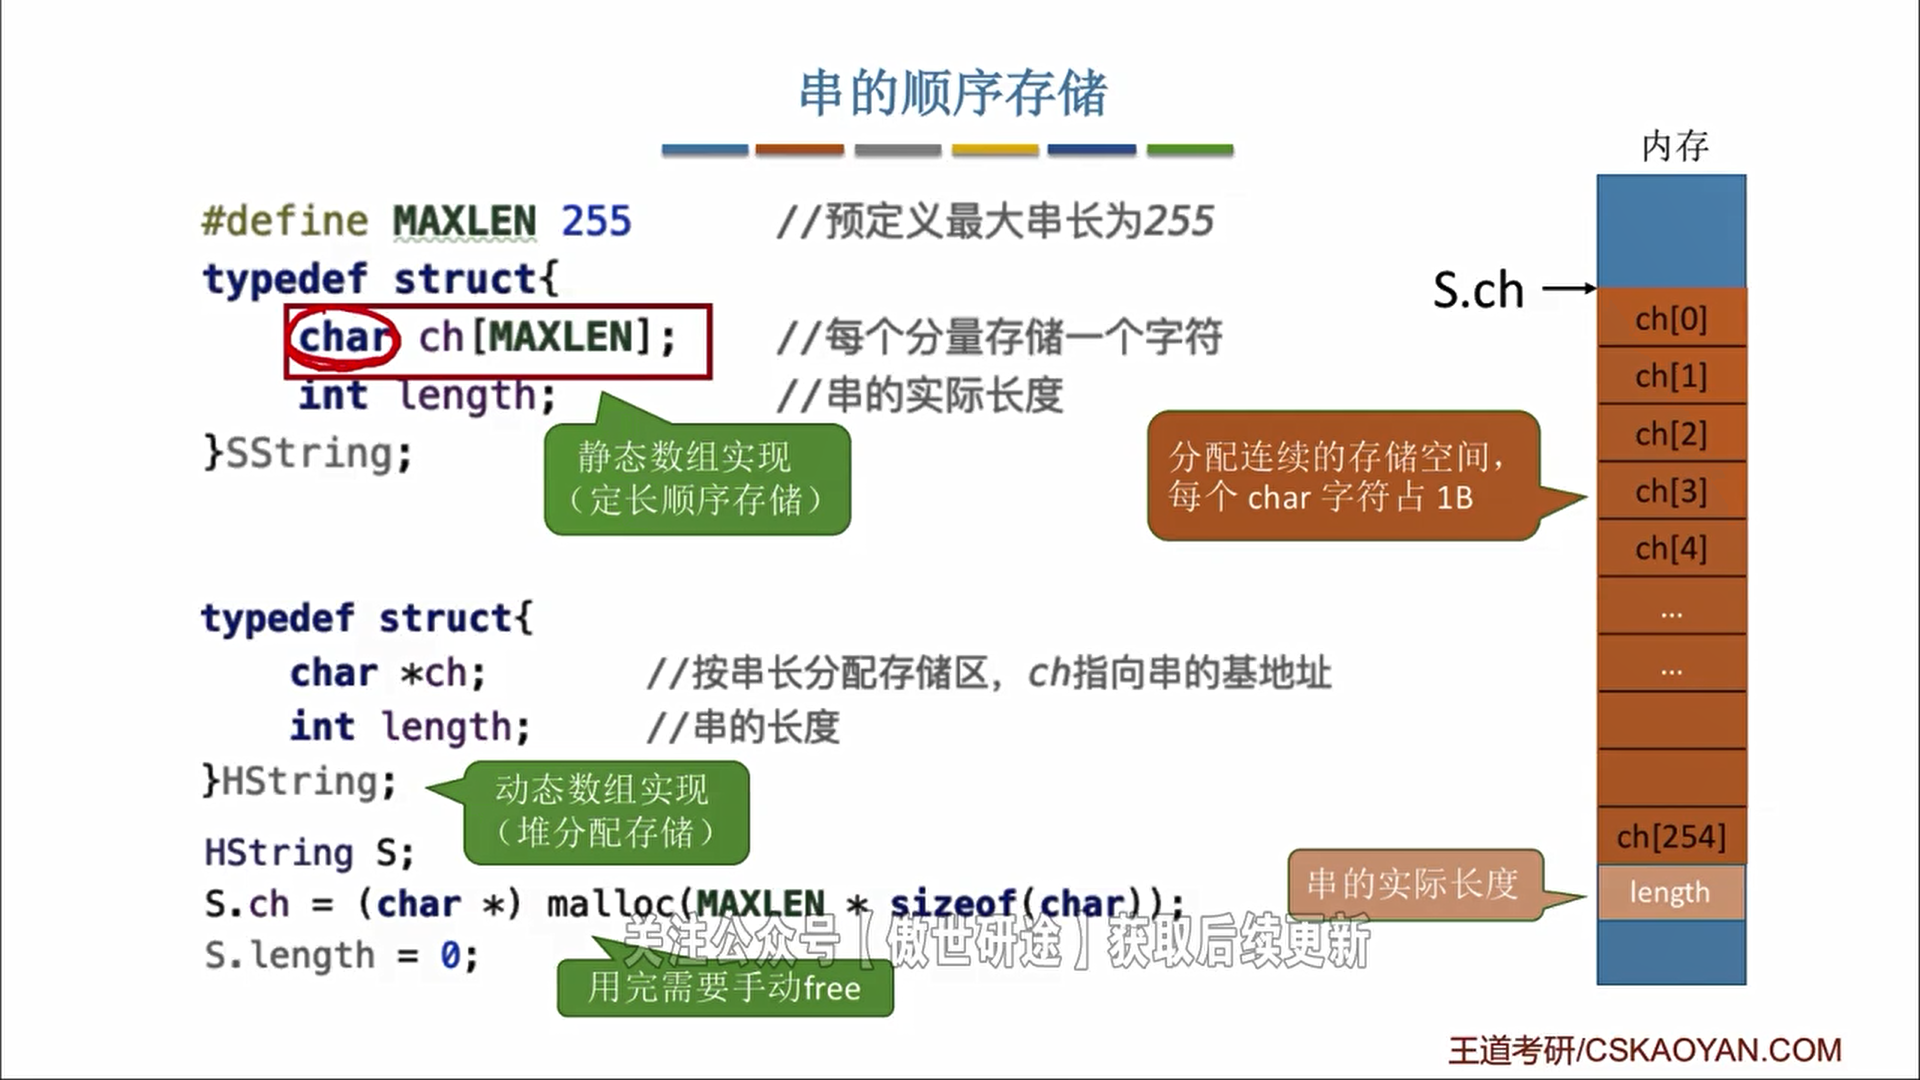 串的顺序存储
#define MAXLEN 255 //预定义最大串长为255
typedef struct{
char ch[MAXLEN]; //每个分量存储一个字符
int length; //串的实际长度
}SString;
静态数组实现
（定长顺序存储）
typedef struct{
char *ch; //按串长分配存储区，ch指向串的基地址
int length; //串的长度
}HString;
动态数组实现
（堆分配存储）
HString S;
S.ch = (char *) malloc(MAXLEN * sizeof(char));
S.length = 0;
用完需要手动free
关注公众号【傲世研途】获取后续更新
内存
S.ch
ch[0]
ch[1]
ch[2]
ch[3]
ch[4]
...
...
ch[254]
length
分配连续的存储空间，
每个 char 字符占 1B
串的实际长度
王道考研/CSKAOYAN.COM